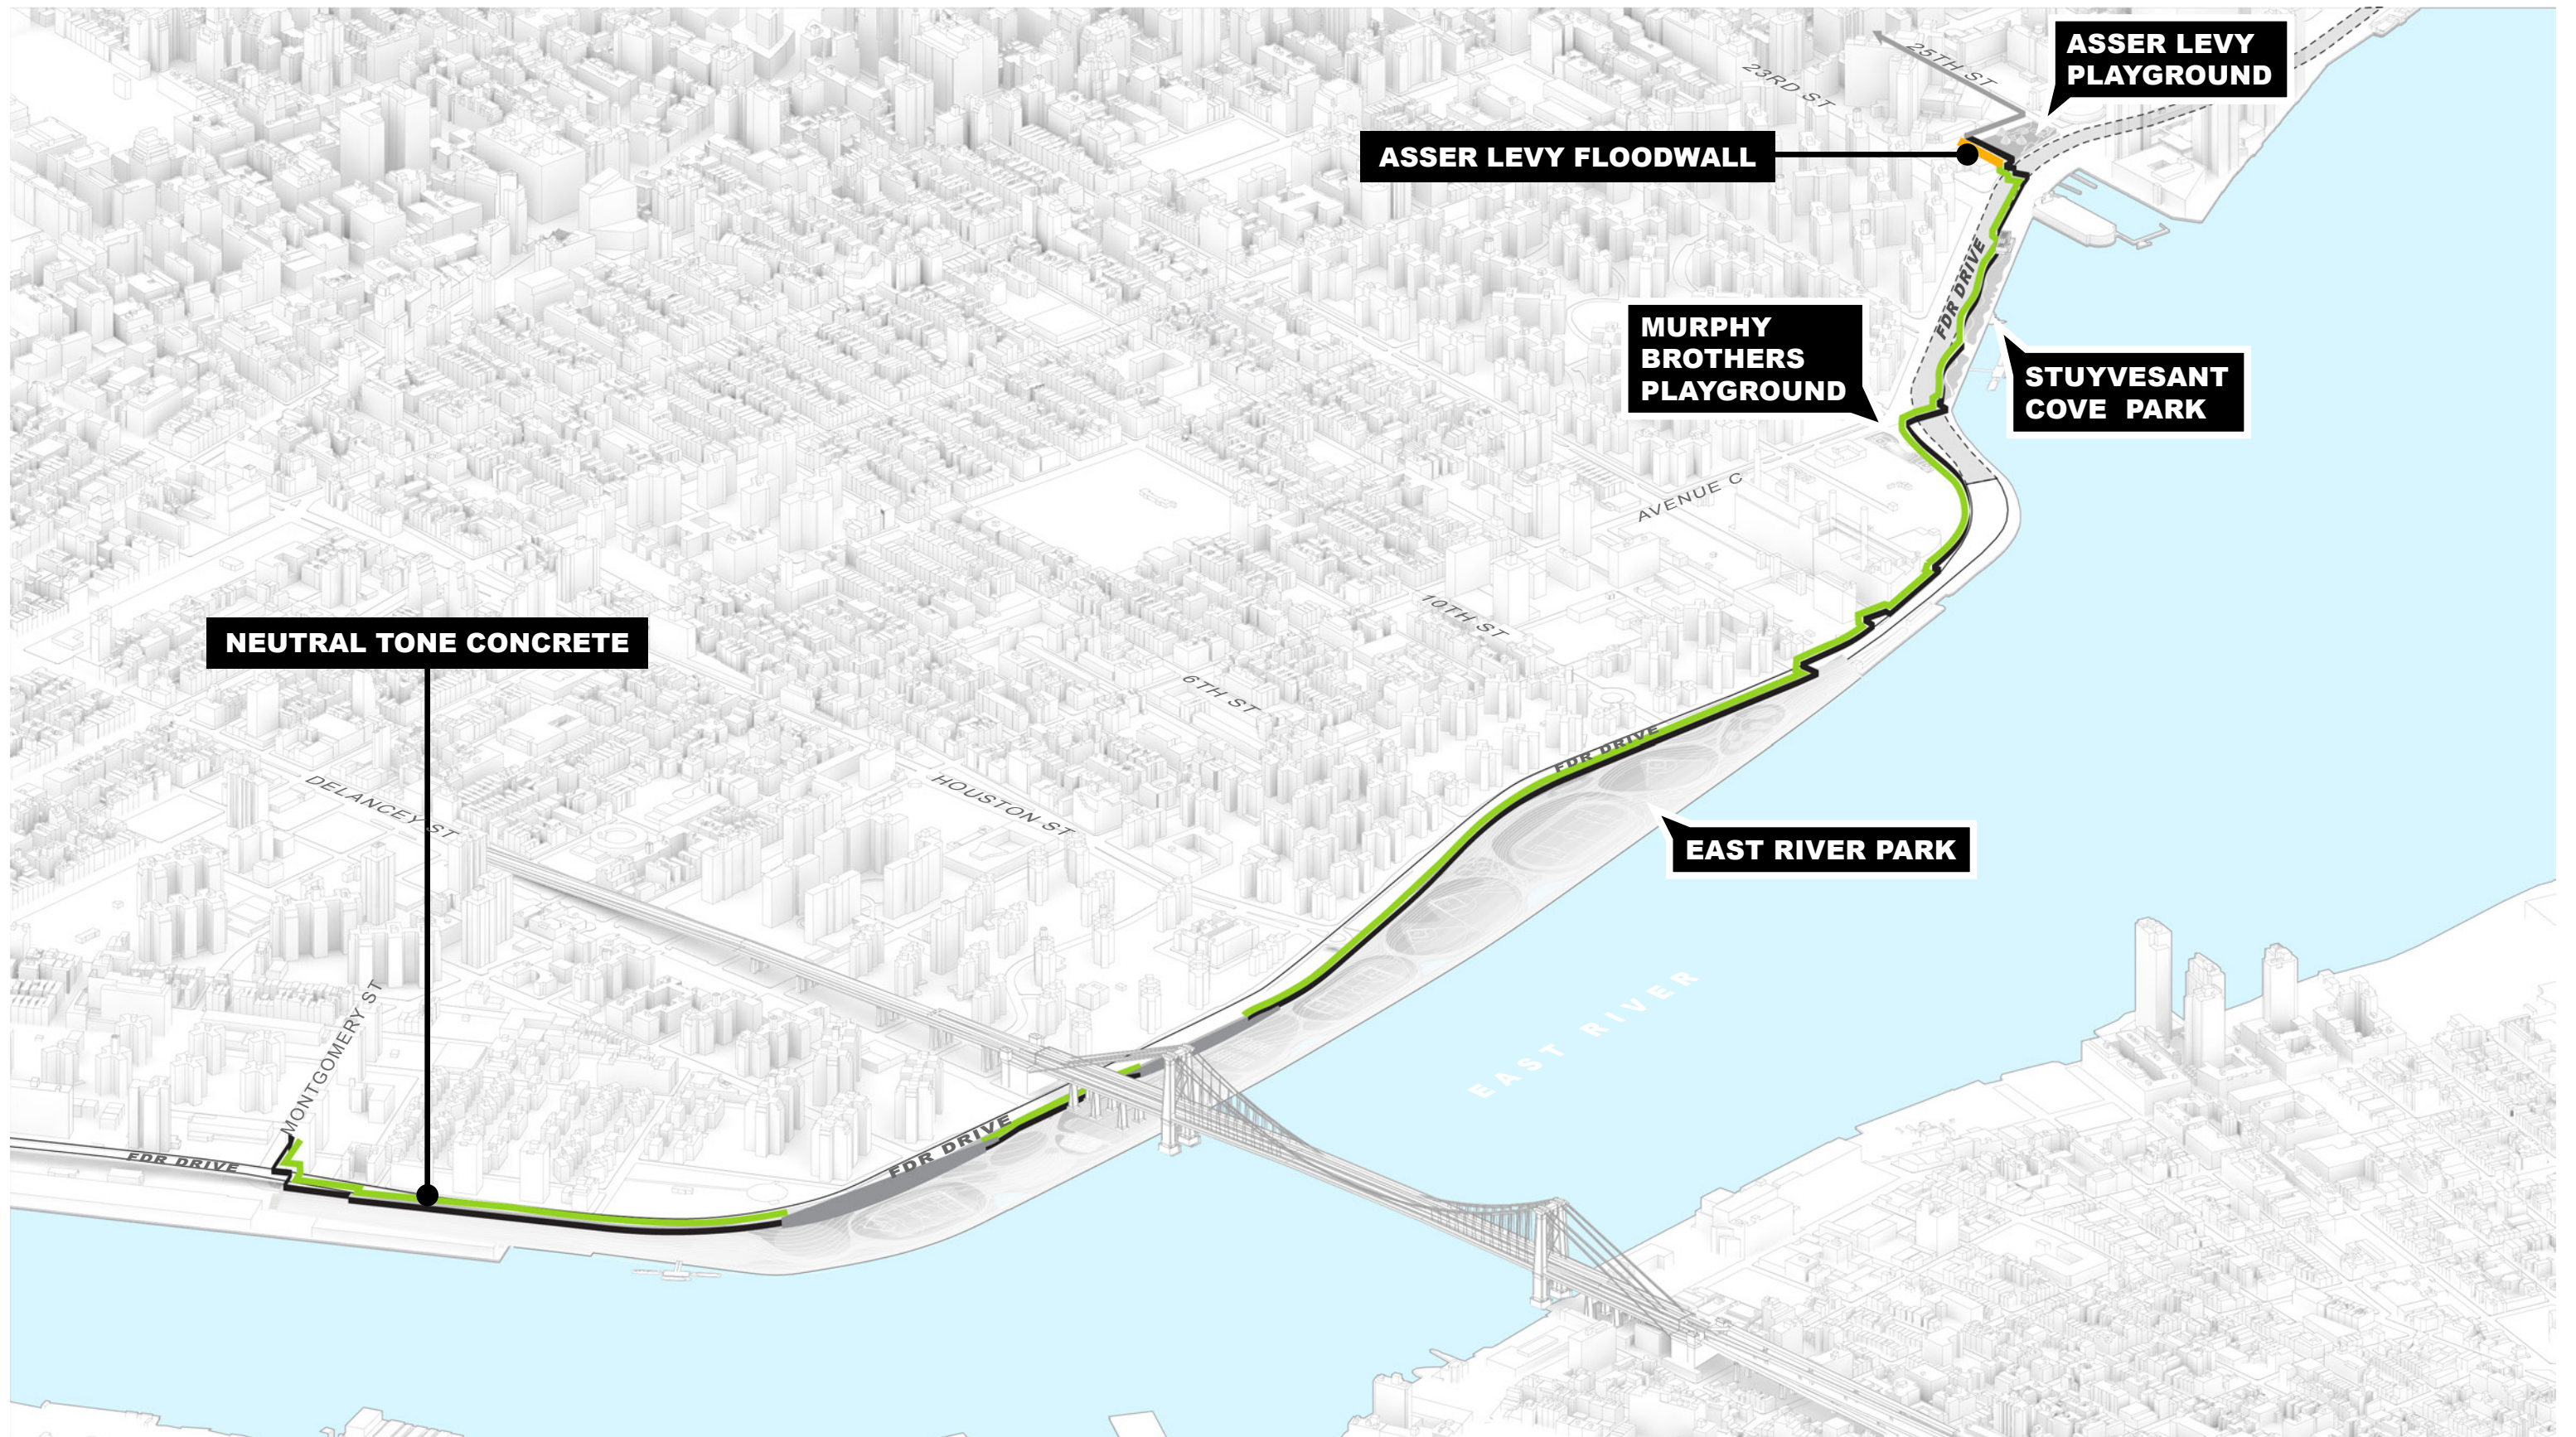 ASSER LEVY
PLAYGROUND
25TH ST
23RD ST
ASSER LEVY FLOODWALL
FDR DRIVE
MURPHY
BROTHERS
PLAYGROUND
STUYVESANT
COVE PARK
AVENUE C
10TH ST
NEUTRAL TONE CONCRETE
6TH ST
FDR DRIVE
DELANCEY ST
HOUSTON ST
EAST RIVER PARK
EAST RIVER
MONTGOMERY ST
FDR DRIVE
FDR DRIVE